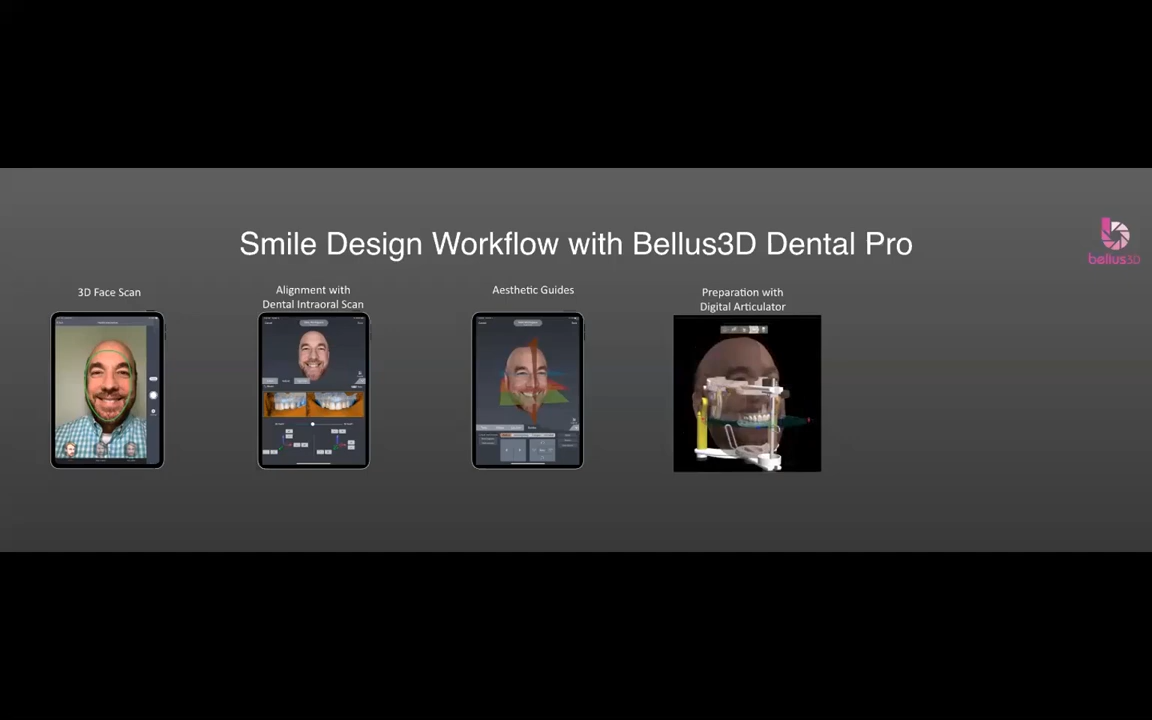 Smile Design Workflow with Bellus3D Dental Pro
bellus3D
3D Face Scan
Alignment with
Dental Intraoral Scan
Aesthetic Guides
Preparation with
Digital Articulator